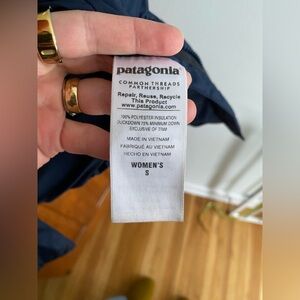 patagonia
COMMON THREADS
PARTNERSHIP
Repair, Reuse, Recycle
This Product
www.patagonia.com
100% POLYESTER INSULATION
DUCKDOWN 75% MINIMUM DOWN
EXCLUSIVE OF TRIM
MADE IN VIETNAM
FABRIQUÉ AU VIETNAM
HECHO EN VIETNAM
WOMEN'S
S